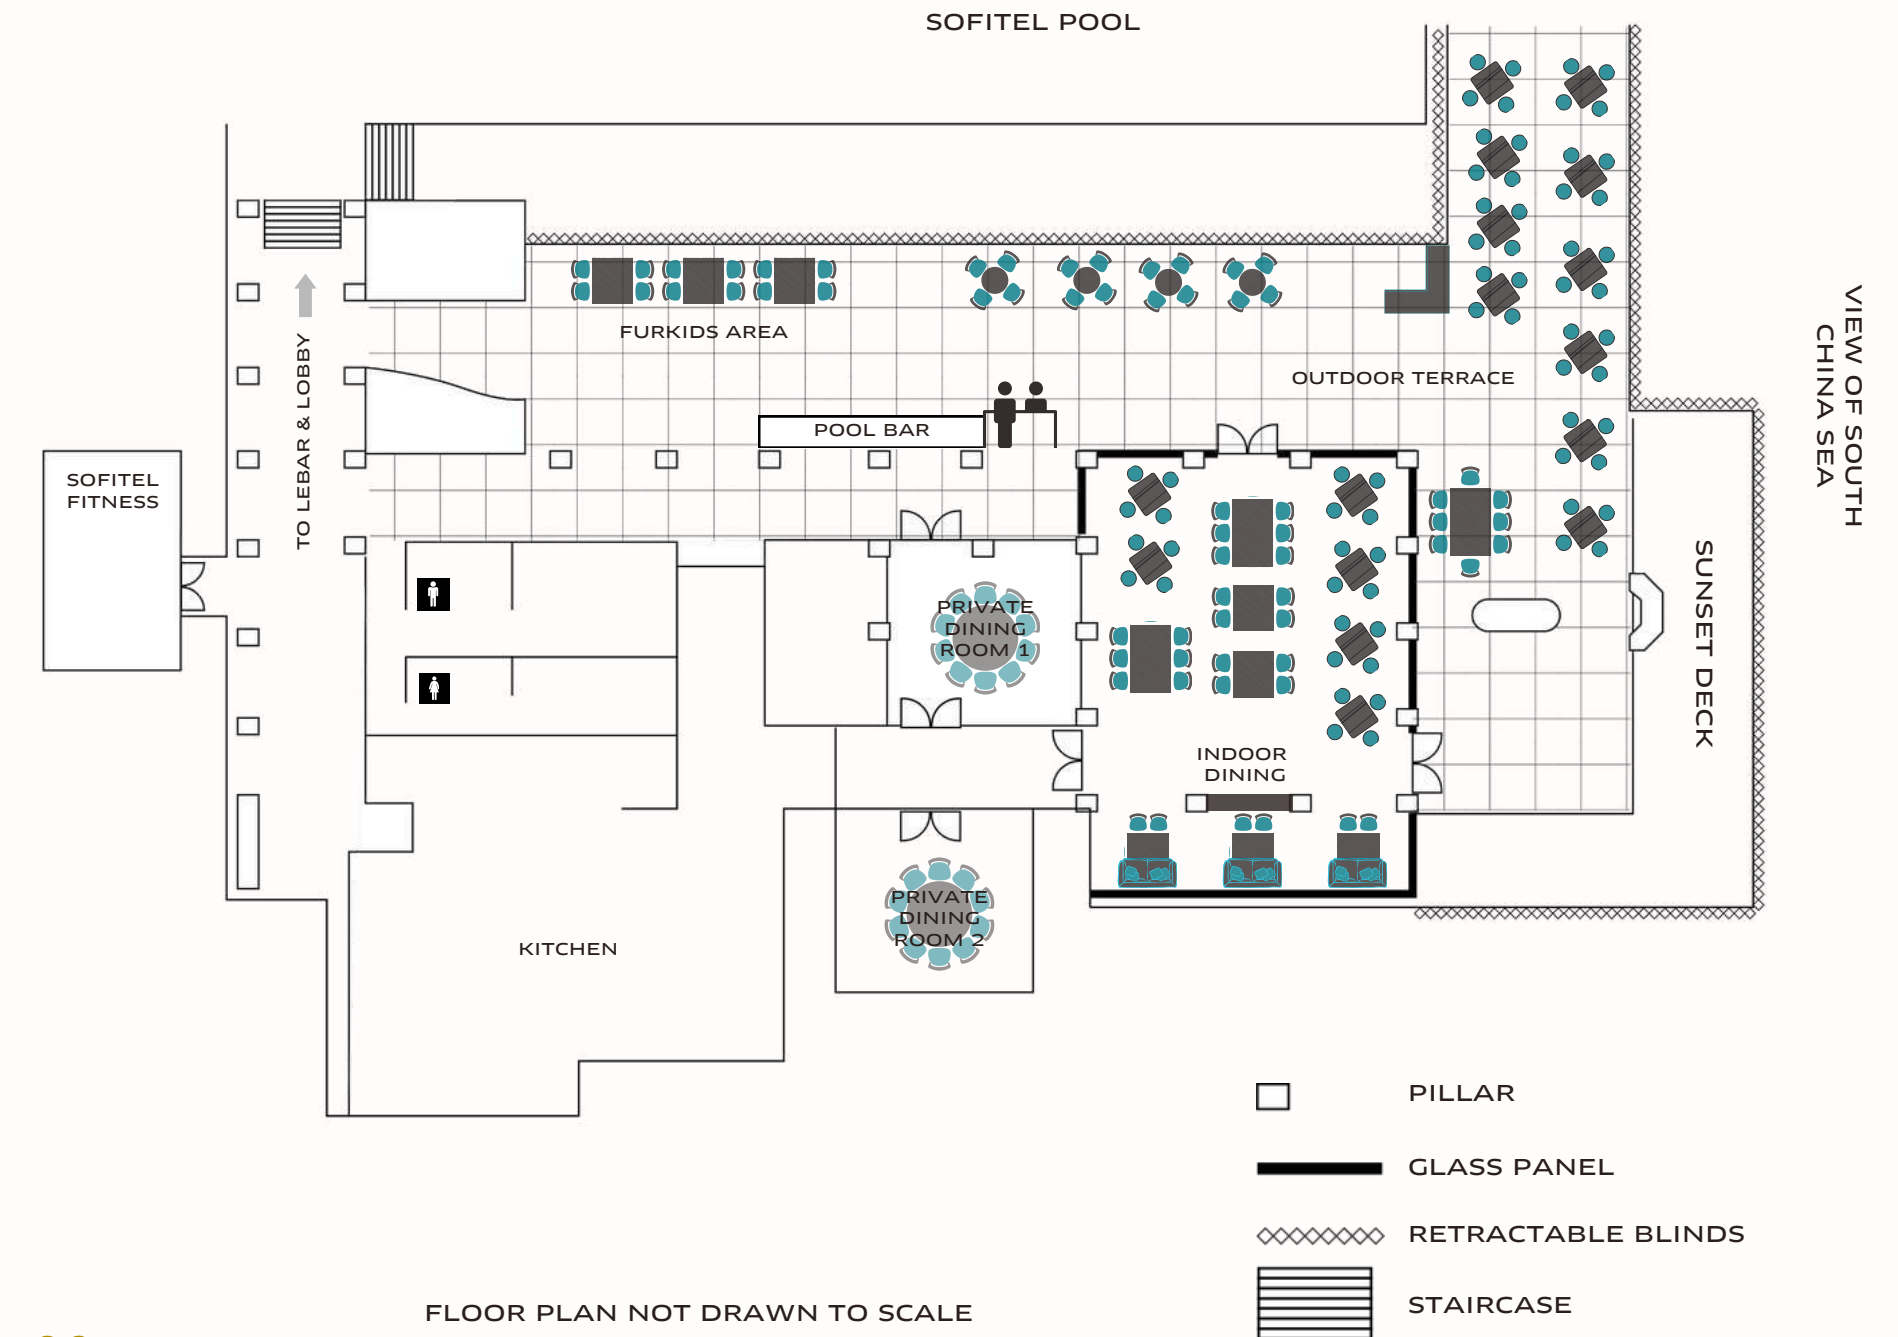 SOFITEL POOL
FURKIDS AREA
TO LEBAR & LOBBY
OUTDOOR TERRACE
POOL BAR
VIEW OF SOUTH
CHINA SEA
SOFITEL
FITNESS
PRIVATE
DINING
ROOM 1
SUNSET DECK
INDOOR
DINING
PRIVATE
DINING
ROOM 2
KITCHEN
PILLAR
GLASS PANEL
RETRACTABLE BLINDS
STAIRCASE
FLOOR PLAN NOT DRAWN TO SCALE